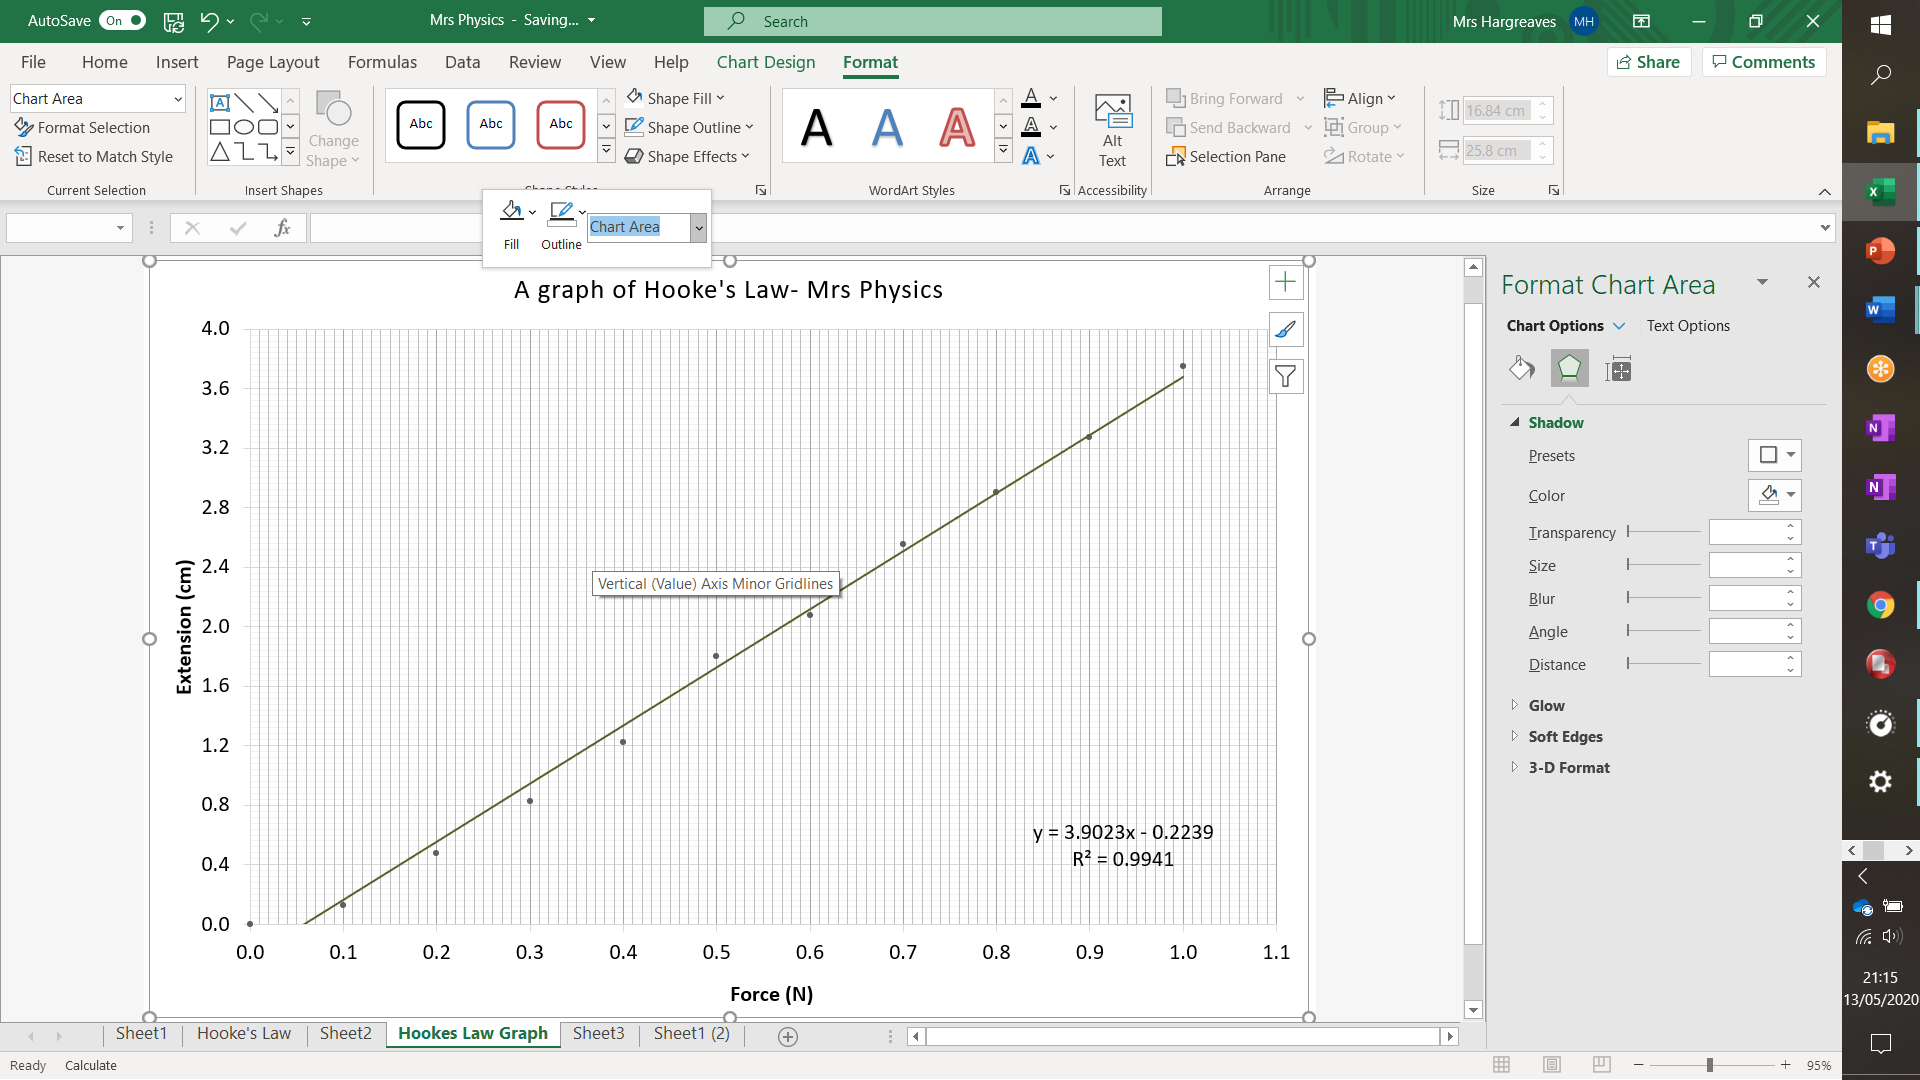 AutoSave On
Mrs Physics - Saving...
Search
Mrs Hargreaves MH
File Home Insert Page Layout Formulas Data Review View Help Chart Design Format
Share Comments
Chart Area
Format Selection
Reset to Match Style
Current Selection
A
Change
Shape
Insert Shapes
Abc Abc Abc
Shape Fill
Shape Outline
Shape Effects
A A A
A
A
A
WordArt Styles
Alt
Text
Accessibility
Bring Forward
Send Backward
Selection Pane
Align
Group
Rotate
Arrange
16.84 cm
25.8 cm
Size
fx
Fill
Outline
Chart Area
A graph of Hooke's Law- Mrs Physics
4.0
3.6
3.2
2.8
2.4
2.0
1.6
1.2
0.8
0.4
0.0
Extension (cm)
Vertical (Value) Axis Minor Gridlines
y = 3.9023x - 0.2239
R² = 0.9941
0.0 0.1 0.2 0.3 0.4 0.5 0.6 0.7 0.8 0.9 1.0 1.1
Force (N)
Format Chart Area
Chart Options Text Options
Shadow
Presets
Color
Transparency
Size
Blur
Angle
Distance
Glow
Soft Edges
3-D Format
Sheet1 Hooke's Law Sheet2 Hookes Law Graph Sheet3 Sheet1 (2)
Ready Calculate
95%
X
P
W
N
N
T
21:15
13/05/2020